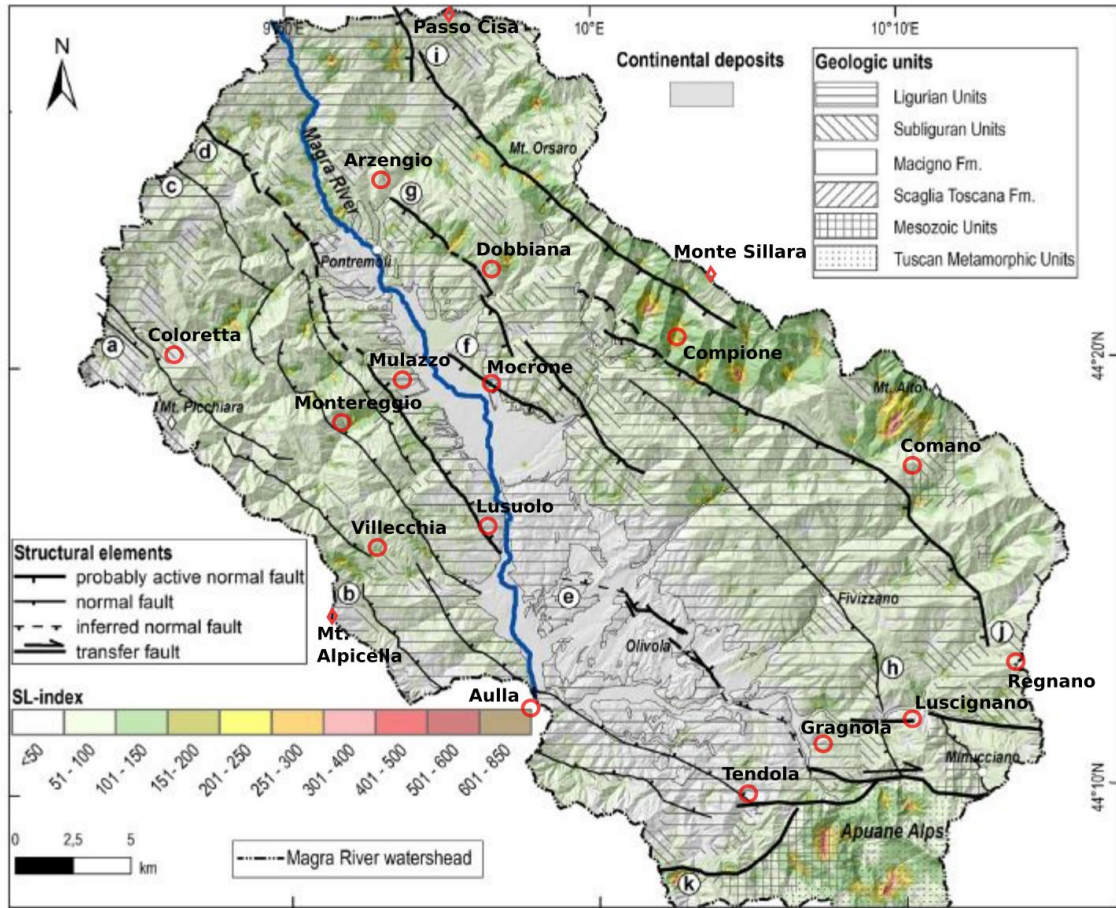 Passo Cisa
9°50'E
10°E
10°10'E
N
i
Continental deposits
Geologic units
Ligurian Units
Subliguran Units
Macigno Fm.
Scaglia Toscana Fm.
Mesozoic Units
Tuscan Metamorphic Units
Magra River
Mt. Orsaro
d
c
Arzengio
g
Dobbiana
Monte Sillara
Pontremoli
a
Coloretta
f
Mulazzo
Mocrone
Compione
44°20'N
Mt. Picchiara
Montereggio
Mt. Alto
Comano
Lusuolo
Villecchia
Structural elements
probably active normal fault
normal fault
inferred normal fault
transfer fault
b
e
Fivizzano
Mt.
Alpicella
Olivola
j
h
Regnano
SL-index
Aulla
Luscignano
Gragnola
Minucciano
<50
51 - 100
101 - 150
151- 200
201 - 250
251 - 300
301 - 400
401 - 500
501 - 600
601 - 850
Tendola
44°10'N
0 2,5 5
km
Magra River watershead
Apuane Alps
k